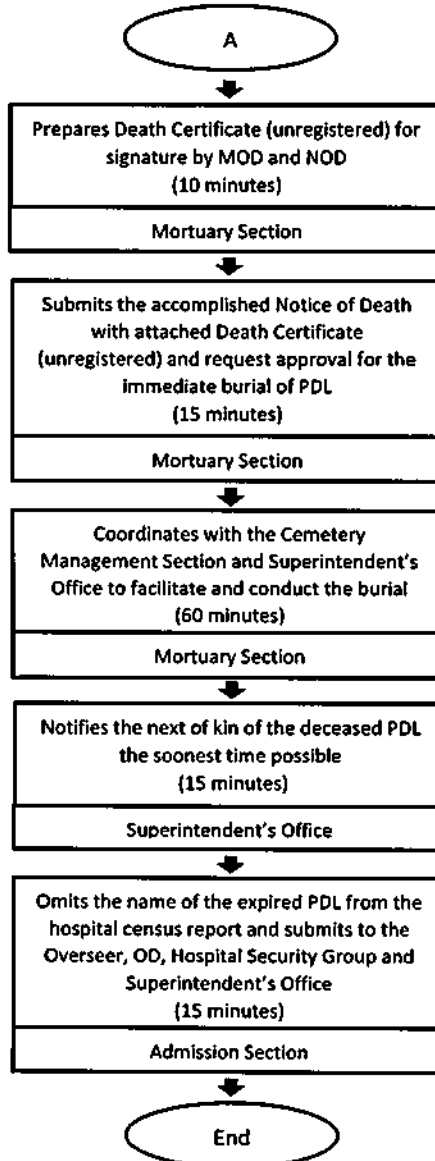 A
Prepares Death Certificate (unregistered) for
signature by MOD and NOD
(10 minutes)
Mortuary Section
Submits the accomplished Notice of Death
with attached Death Certificate
(unregistered) and request approval for the
immediate burial of PDL
(15 minutes)
Mortuary Section
Coordinates with the Cemetery
Management Section and Superintendent's
Office to facilitate and conduct the burial
(60 minutes)
Mortuary Section
Notifies the next of kin of the deceased PDL
the soonest time possible
(15 minutes)
Superintendent's Office
Omits the name of the expired PDL from the
hospital census report and submits to the
Overseer, OD, Hospital Security Group and
Superintendent's Office
(15 minutes)
Admission Section
End